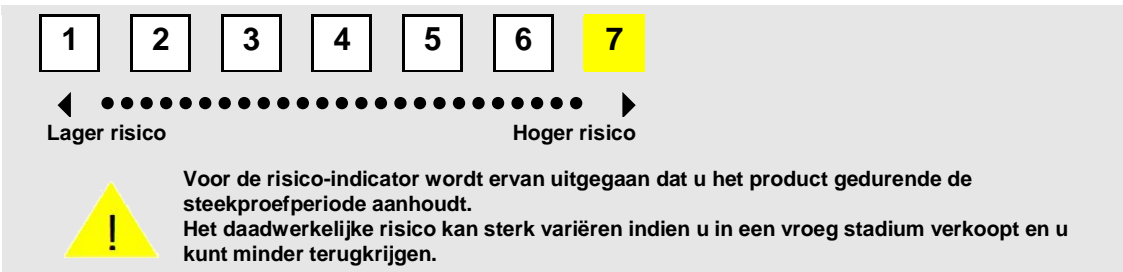 1 2 3 4 5 6 7
Lager risico Hoger risico
! Voor de risico-indicator wordt ervan uitgegaan dat u het product gedurende de
steekproefperiode aanhoudt.
Het daadwerkelijke risico kan sterk variëren indien u in een vroeg stadium verkoopt en u
kunt minder terugkrijgen.